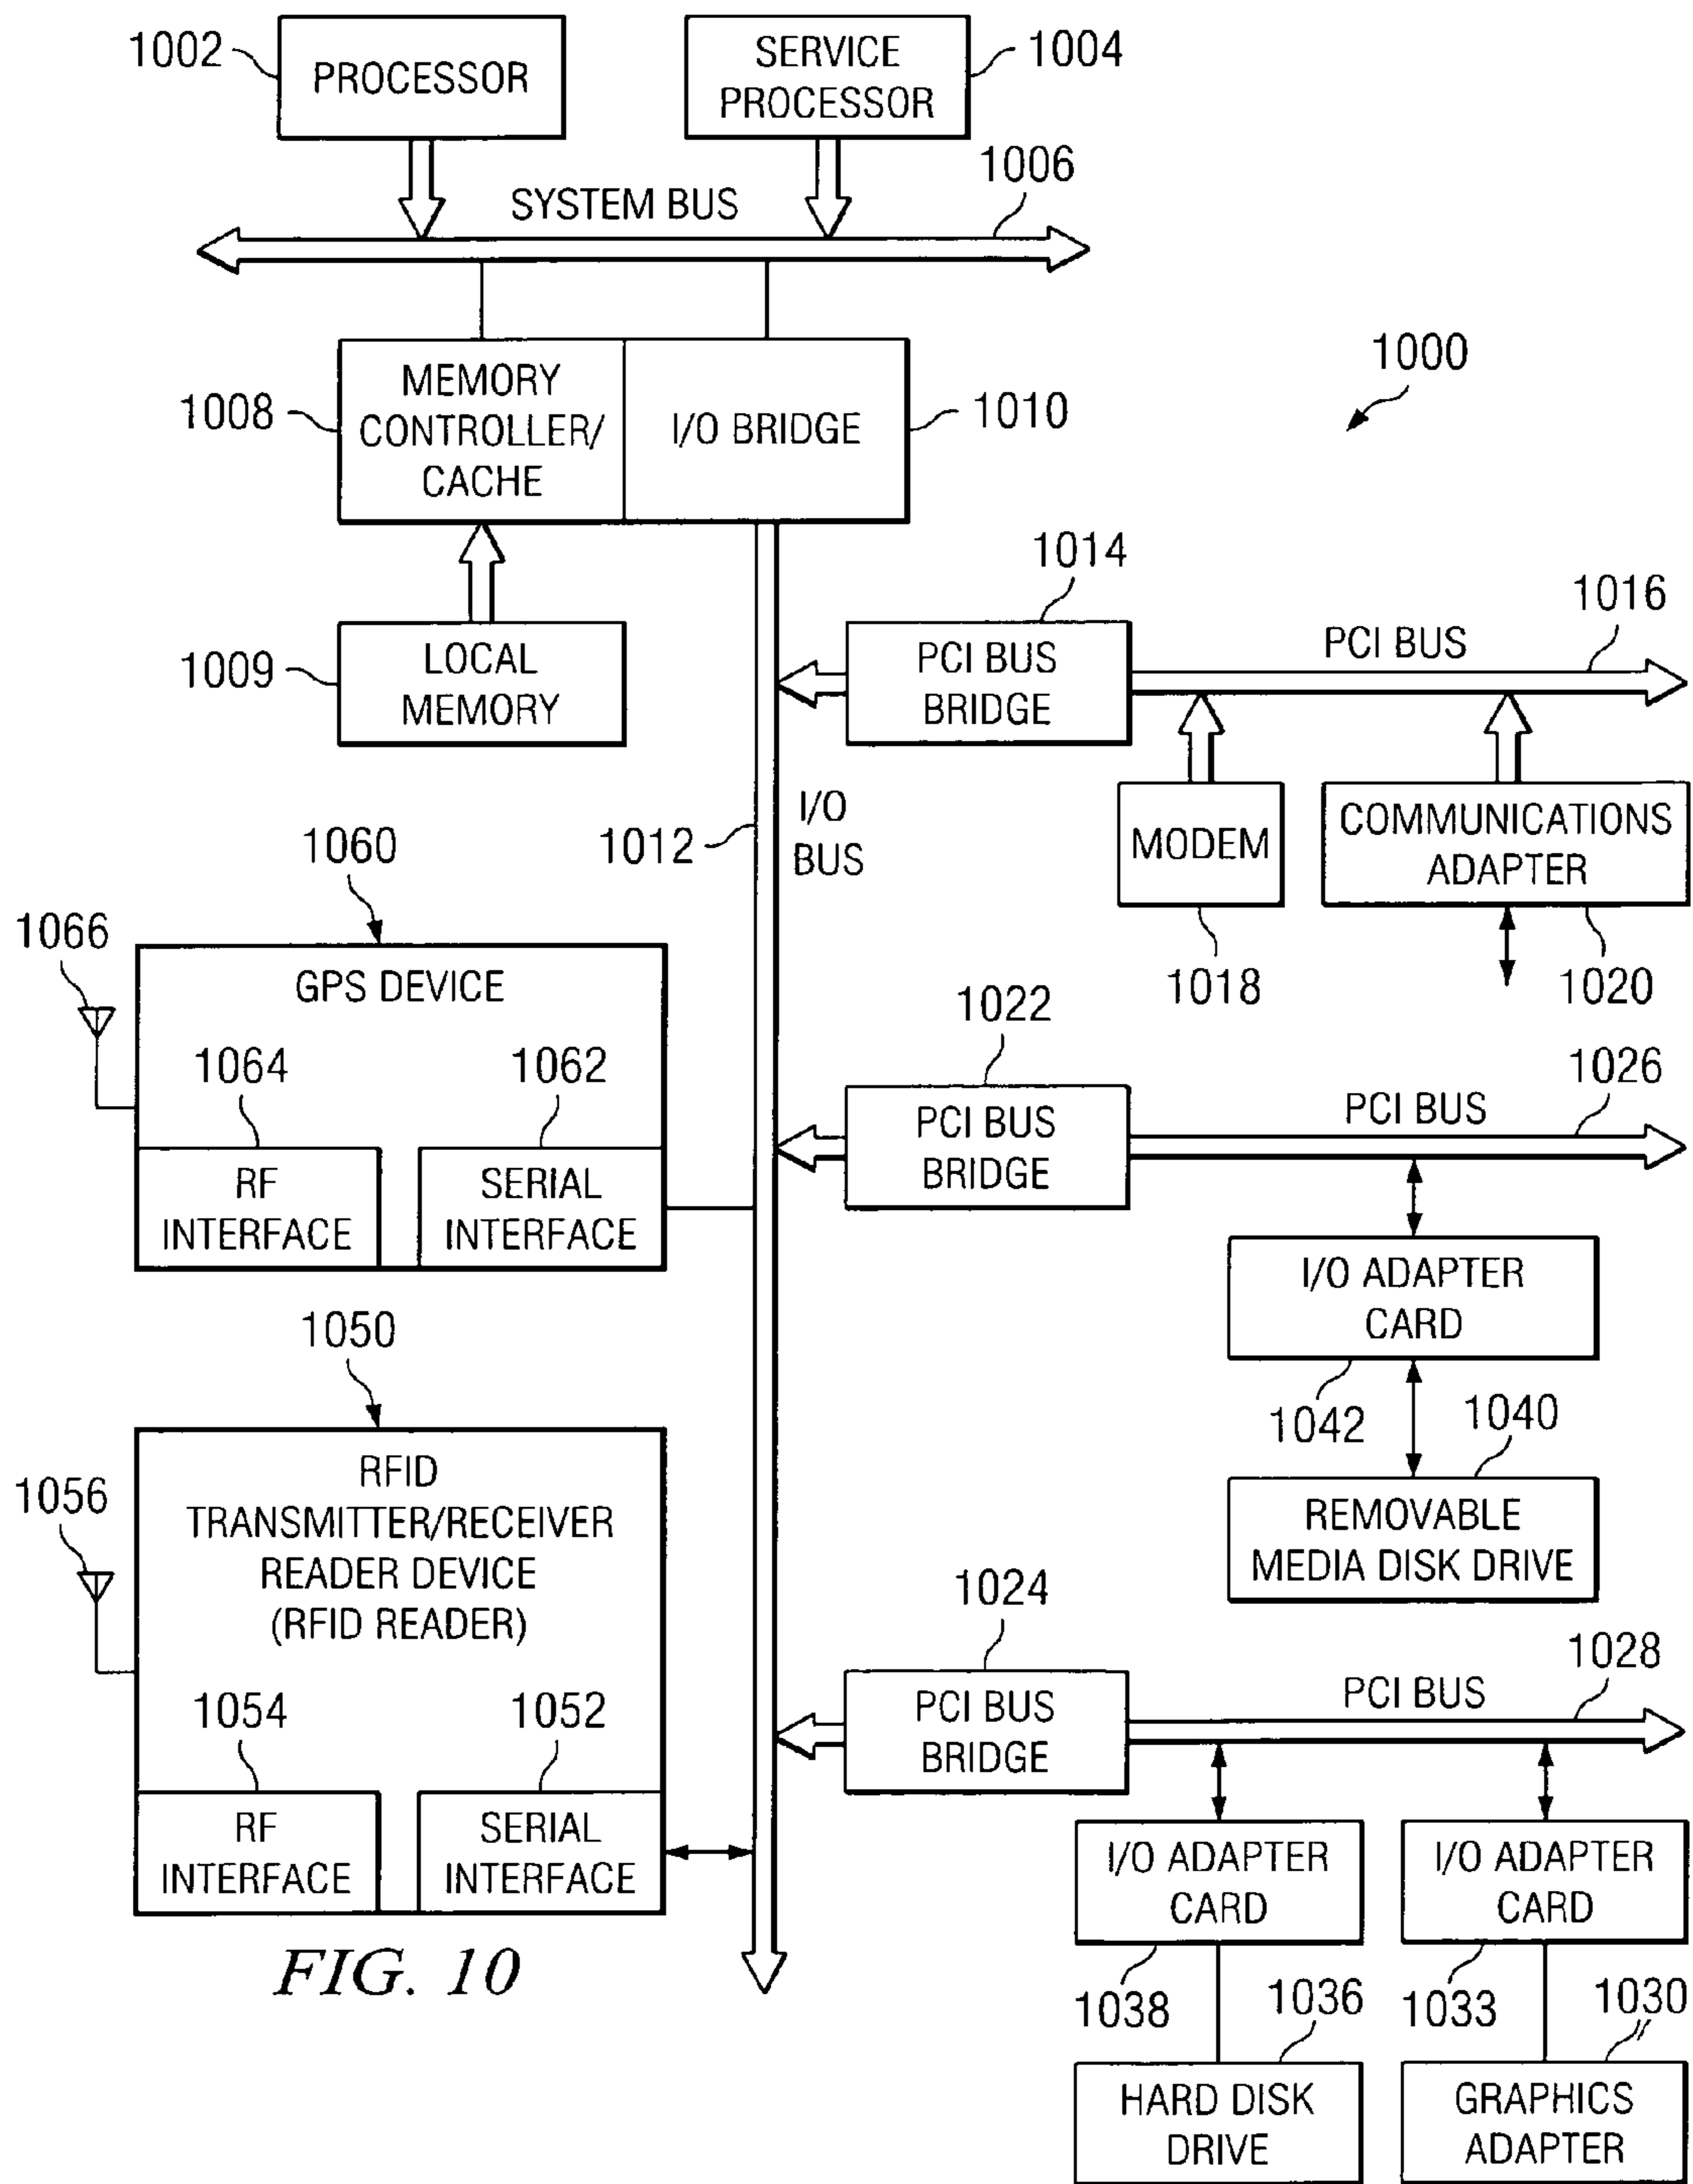 1002
PROCESSOR
SERVICE
PROCESSOR
1004
SYSTEM BUS
1006
1008
MEMORY
CONTROLLER/
CACHE
I/O BRIDGE
1010
1000
1009
LOCAL
MEMORY
1014
PCI BUS
BRIDGE
PCI BUS
1016
1012
I/O
BUS
MODEM
1018
COMMUNICATIONS
ADAPTER
1020
1060
1066
GPS DEVICE
1064
1062
RF
INTERFACE
SERIAL
INTERFACE
1022
PCI BUS
BRIDGE
PCI BUS
1026
I/O ADAPTER
CARD
1042
1040
REMOVABLE
MEDIA DISK DRIVE
1050
1056
RFID
TRANSMITTER/RECEIVER
READER DEVICE
(RFID READER)
1054
1052
RF
INTERFACE
SERIAL
INTERFACE
1024
PCI BUS
BRIDGE
PCI BUS
1028
I/O ADAPTER
CARD
I/O ADAPTER
CARD
1038
1036
1033
1030
HARD DISK
DRIVE
GRAPHICS
ADAPTER
FIG. 10